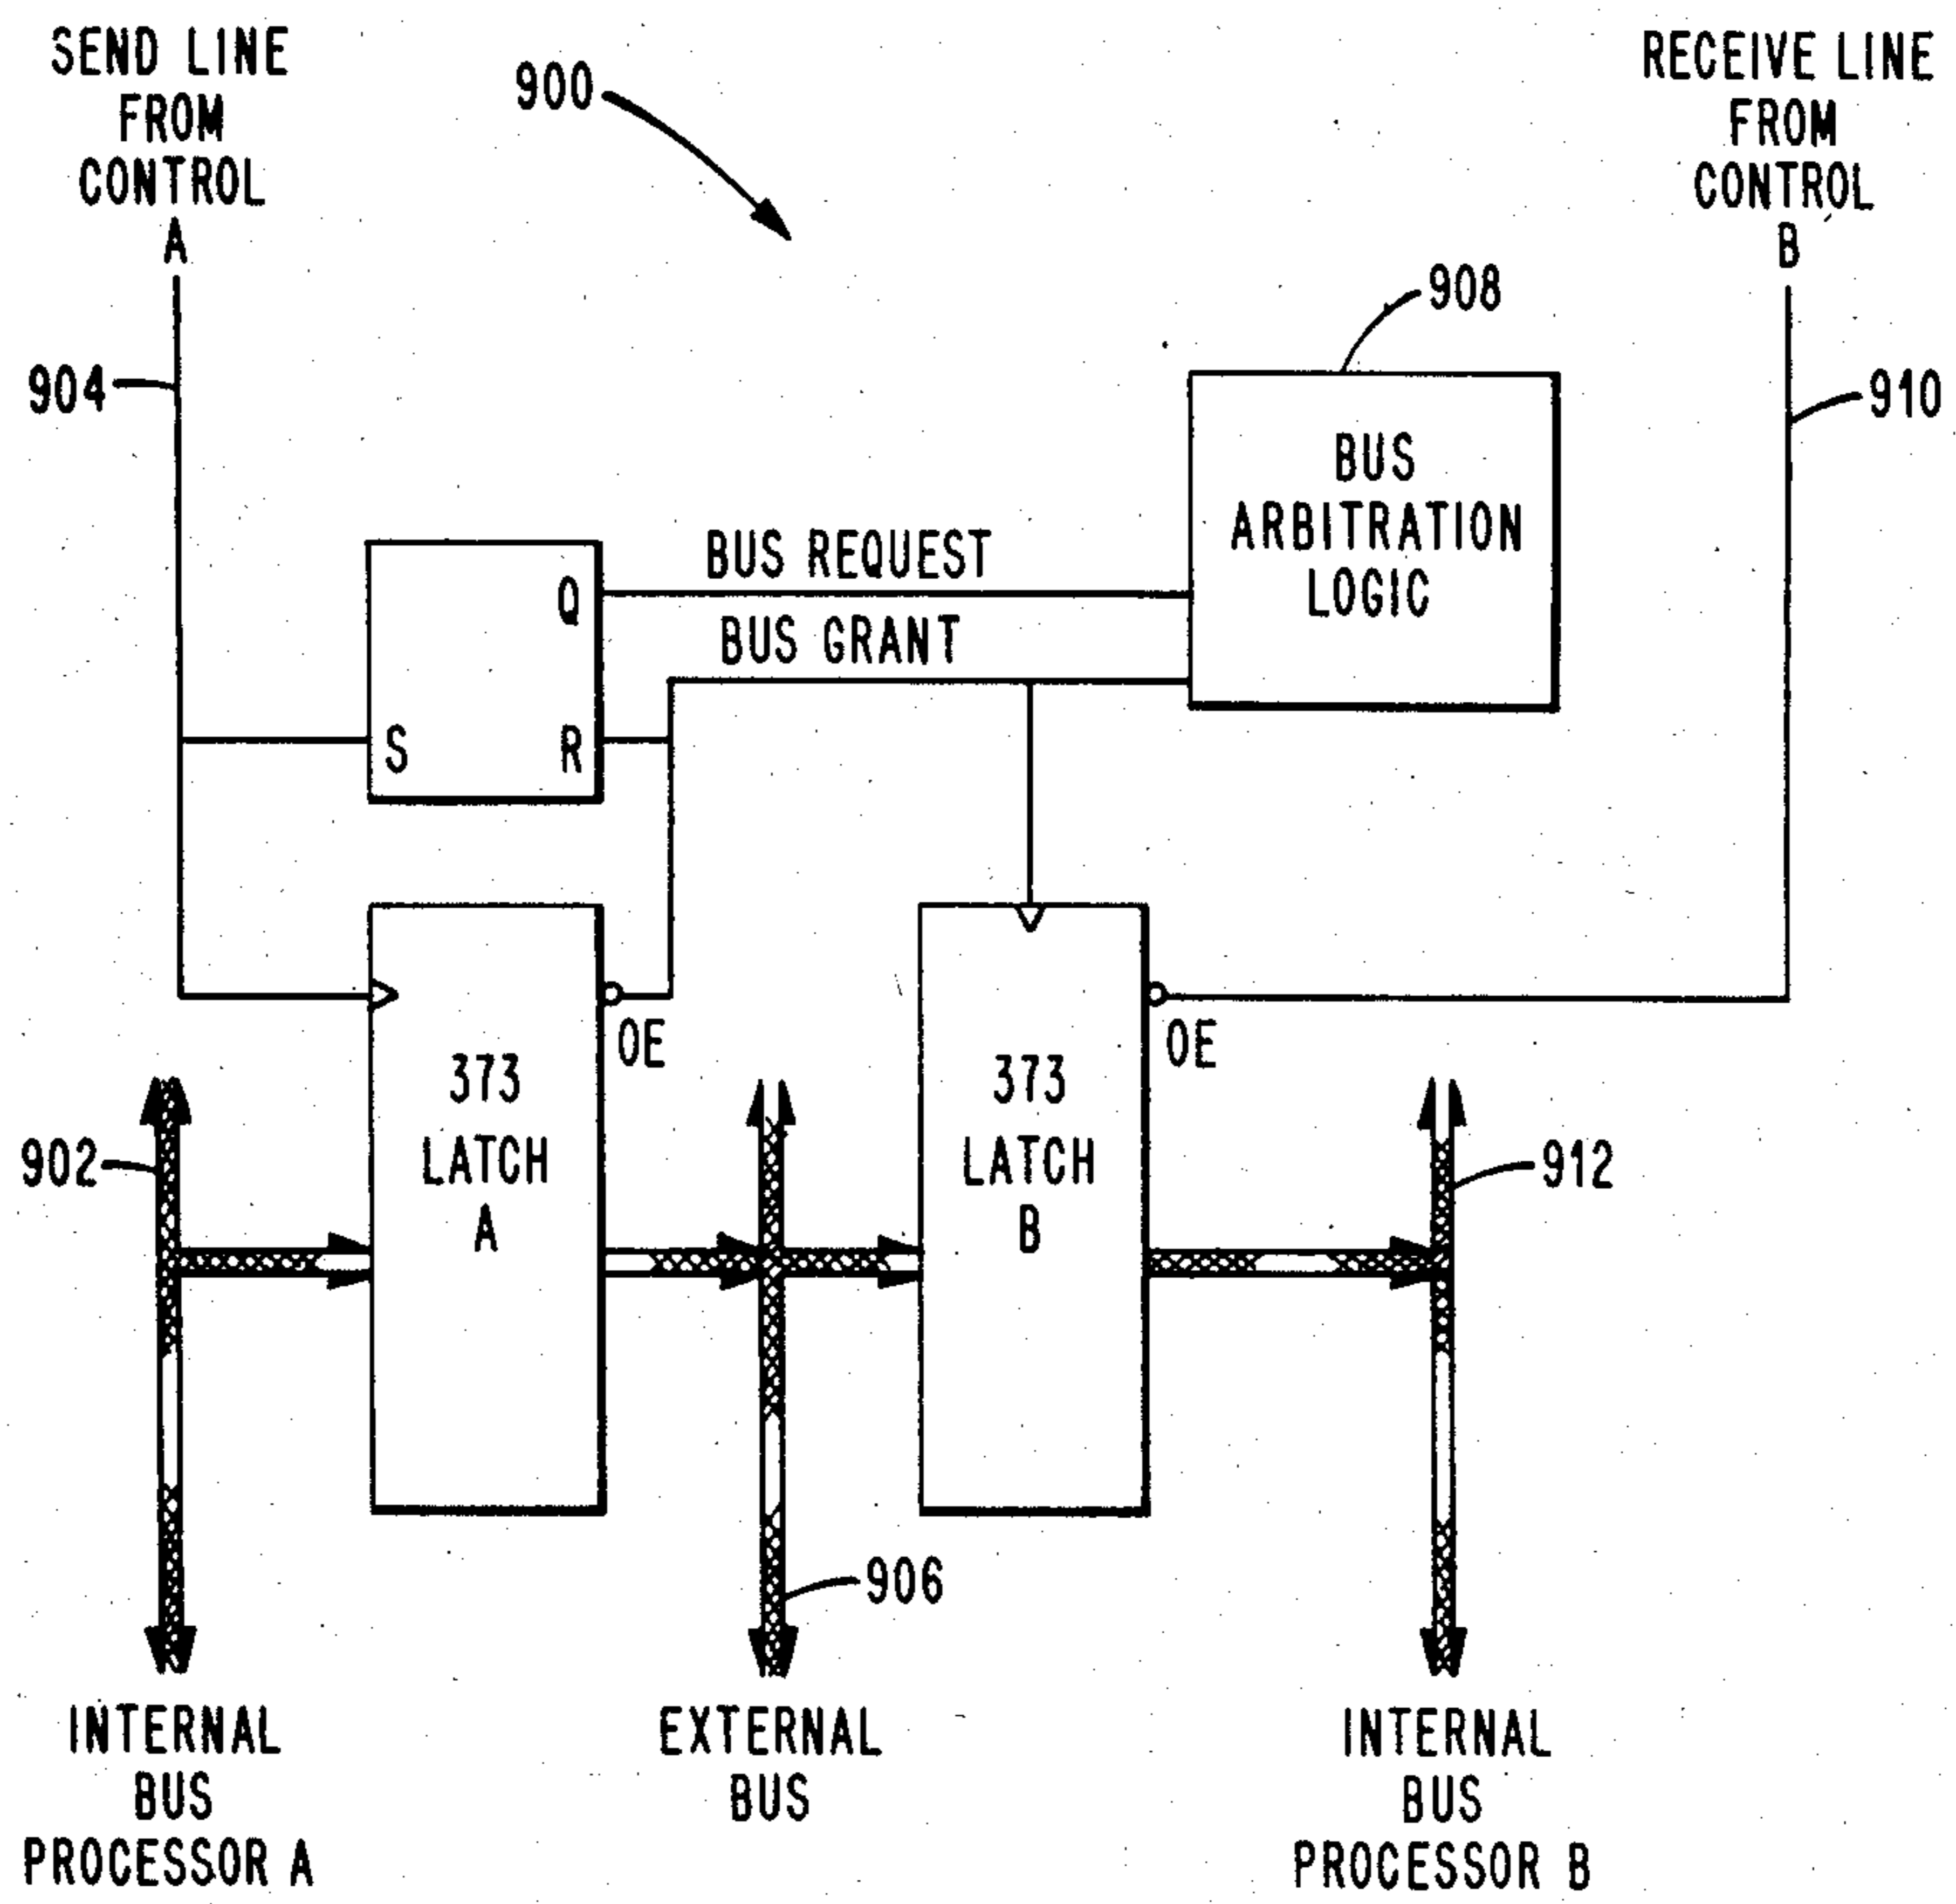 SEND LINE
FROM
CONTROL
A
900
RECEIVE LINE
FROM
CONTROL
B
908
904
910
BUS
ARBITRATION
LOGIC
BUS REQUEST
Q
BUS GRANT
S
R
OE
OE
373
LATCH
A
373
LATCH
B
902
912
906
INTERNAL
BUS
PROCESSOR A
EXTERNAL
BUS
INTERNAL
BUS
PROCESSOR B